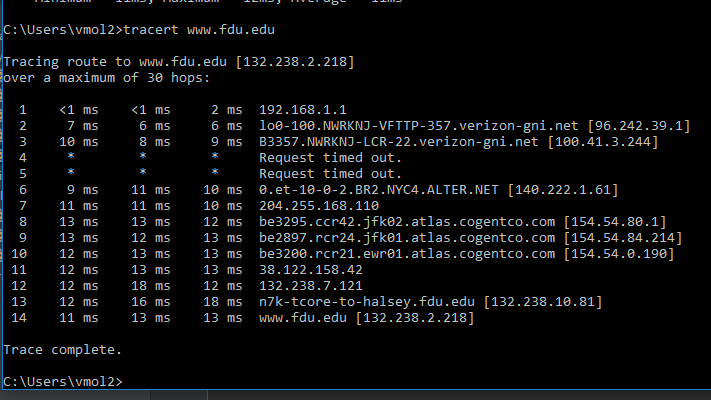 Minimum = 11ms, Maximum = 12ms, Average = 11ms
C:\Users\vmol2>tracert www.fdu.edu
Tracing route to www.fdu.edu [132.238.2.218]
over a maximum of 30 hops:
1 <1 ms <1 ms 2 ms 192.168.1.1
2 7 ms 6 ms 6 ms lo0-100.NWRKNJ-VFTTP-357.verizon-gni.net [96.242.39.1]
3 10 ms 8 ms 9 ms B3357.NWRKNJ-LCR-22.verizon-gni.net [100.41.3.244]
4 * * * Request timed out.
5 * * * Request timed out.
6 9 ms 11 ms 10 ms 0.et-10-0-2.BR2.NYC4.ALTER.NET [140.222.1.61]
7 11 ms 11 ms 10 ms 204.255.168.110
8 13 ms 13 ms 12 ms be3295.ccr42.jfk02.atlas.cogentco.com [154.54.80.1]
9 13 ms 12 ms 13 ms be2897.rcr24.jfk01.atlas.cogentco.com [154.54.84.214]
10 12 ms 13 ms 12 ms be3200.rcr21.ewr01.atlas.cogentco.com [154.54.0.190]
11 12 ms 13 ms 13 ms 38.122.158.42
12 12 ms 18 ms 12 ms 132.238.7.121
13 12 ms 16 ms 18 ms n7k-tcore-to-halsey.fdu.edu [132.238.10.81]
14 11 ms 13 ms 13 ms www.fdu.edu [132.238.2.218]
Trace complete.
C:\Users\vmol2>